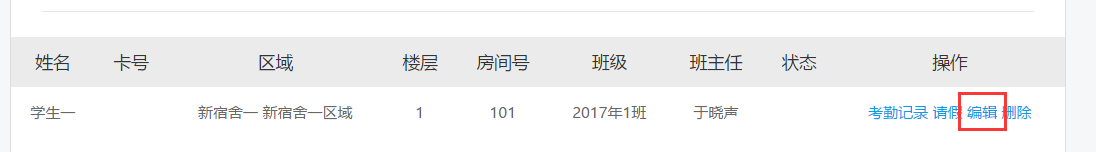 姓名 卡号 区域 楼层 房间号 班级 班主任 状态 操作
学生一 新宿舍一 新宿舍一区域 1 101 2017年1班 于晓声 考勤记录 请假 编辑 删除